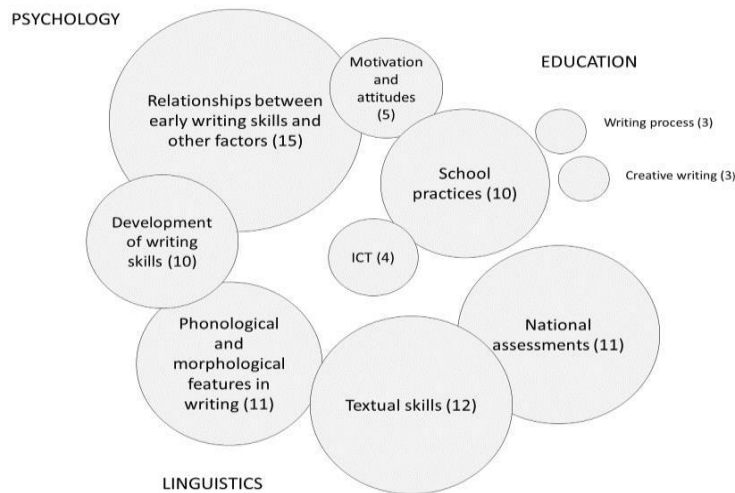 PSYCHOLOGY
EDUCATION
Motivation
and
attitudes
(5)
Relationships between
early writing skills and
other factors (15)
Writing process (3)
School
practices (10)
Creative writing (3)
Development
of writing
skills (10)
ICT (4)
Phonological
and
morphological
features in
writing (11)
National
assessments (11)
Textual skills (12)
LINGUISTICS